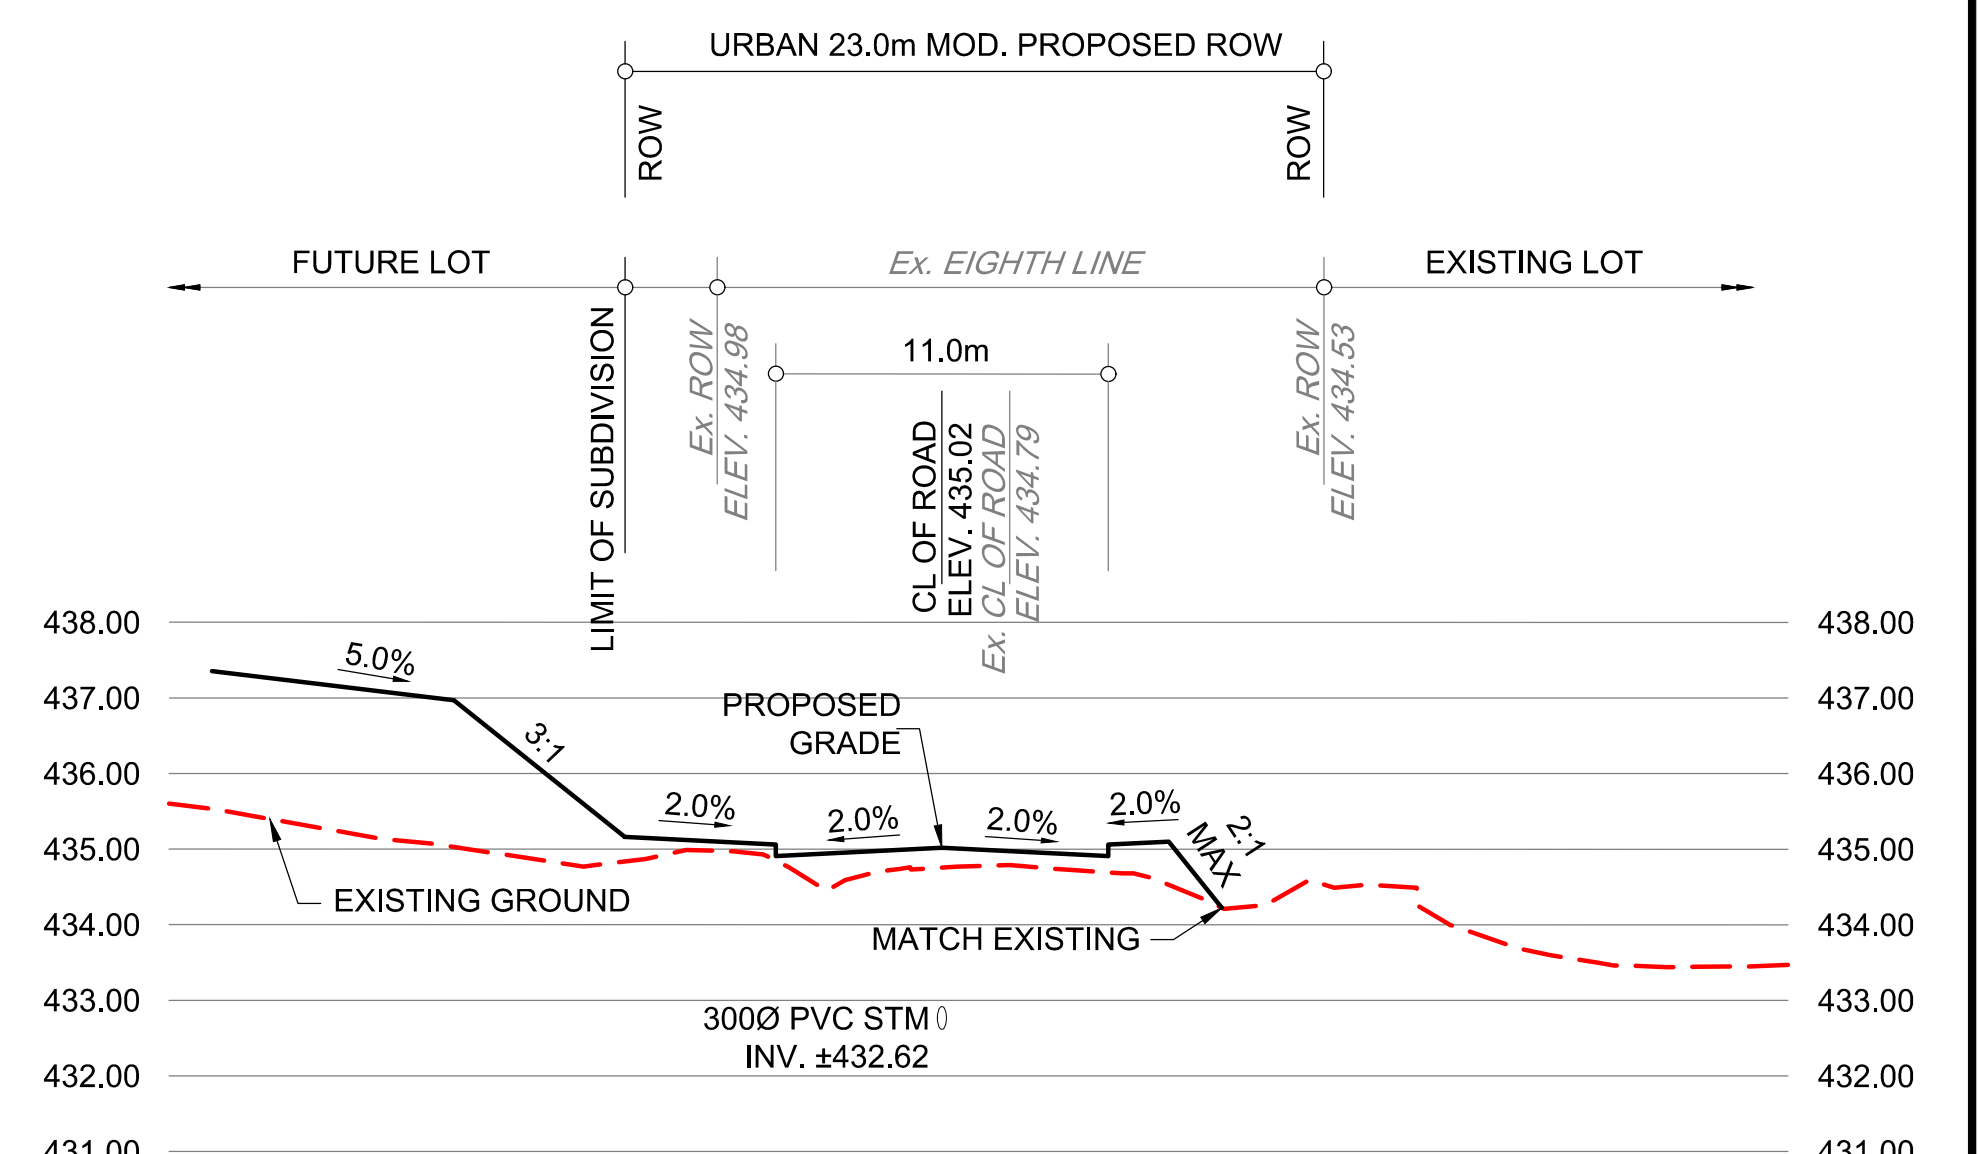 URBAN 23.0m MOD. PROPOSED ROW
ROW
ROW
FUTURE LOT
Ex. EIGHTH LINE
EXISTING LOT
LIMIT OF SUBDIVISION
Ex. ROW
ELEV. 434.98
11.0m
CL OF ROAD
ELEV. 435.02
Ex. CL OF ROAD
ELEV. 434.79
Ex. ROW
ELEV. 434.53
438.00
438.00
5.0%
437.00
437.00
PROPOSED
GRADE
3:1
436.00
436.00
2.0%
2.0%
2.0%
2.0%
2:1
MAX
435.00
435.00
EXISTING GROUND
434.00
434.00
MATCH EXISTING
433.00
433.00
300Ø PVC STM
INV. ±432.62
432.00
432.00
431.00
431.00